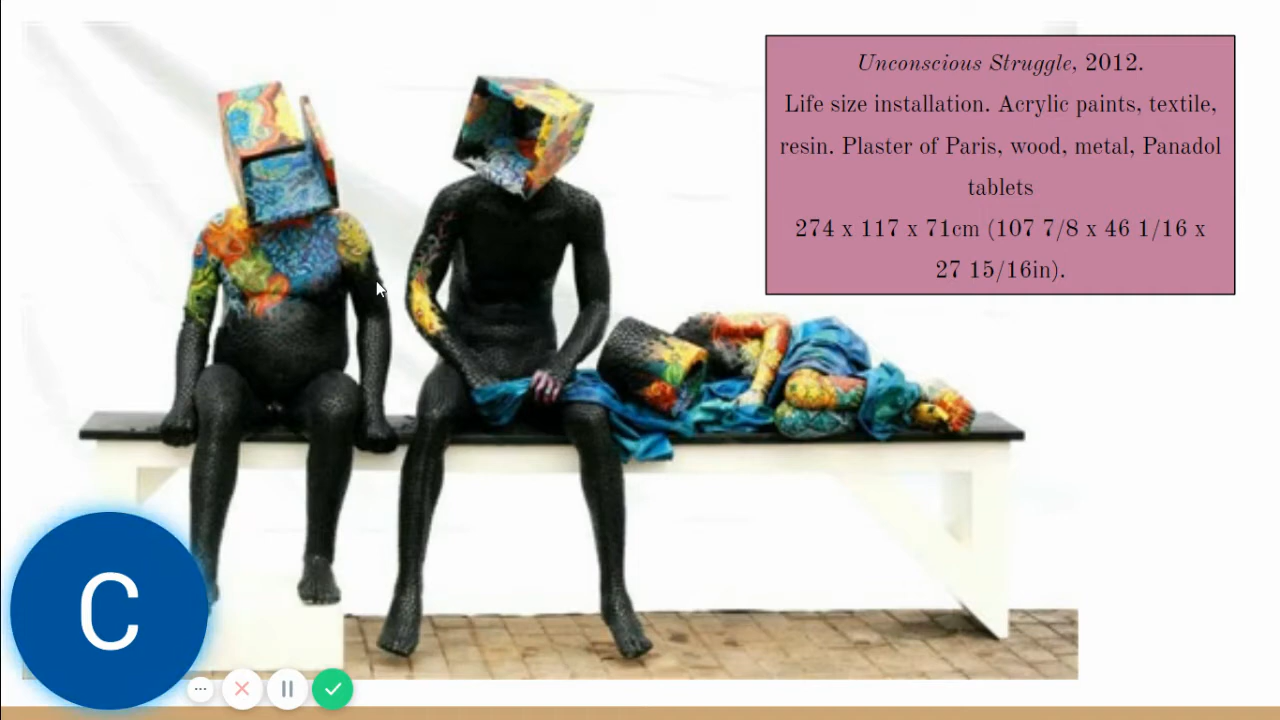 Unconscious Struggle, 2012.
Life size installation. Acrylic paints, textile,
resin. Plaster of Paris, wood, metal, Panadol
tablets
274 x 117 x 71cm (107 7/8 x 46 1/16 x
27 15/16in).
C